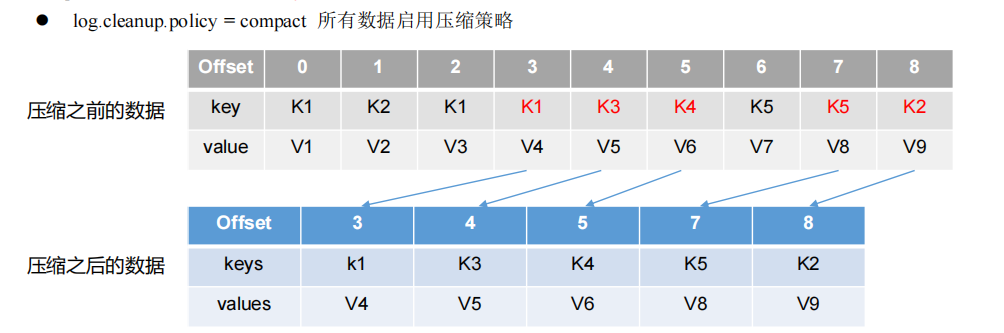 ● log.cleanup.policy = compact 所有数据启用压缩策略
Offset 0 1 2 3 4 5 6 7 8
压缩之前的数据 key K1 K2 K1 K1 K3 K4 K5 K5 K2
value V1 V2 V3 V4 V5 V6 V7 V8 V9
Offset 3 4 5 7 8
压缩之后的数据 keys k1 K3 K4 K5 K2
values V4 V5 V6 V8 V9